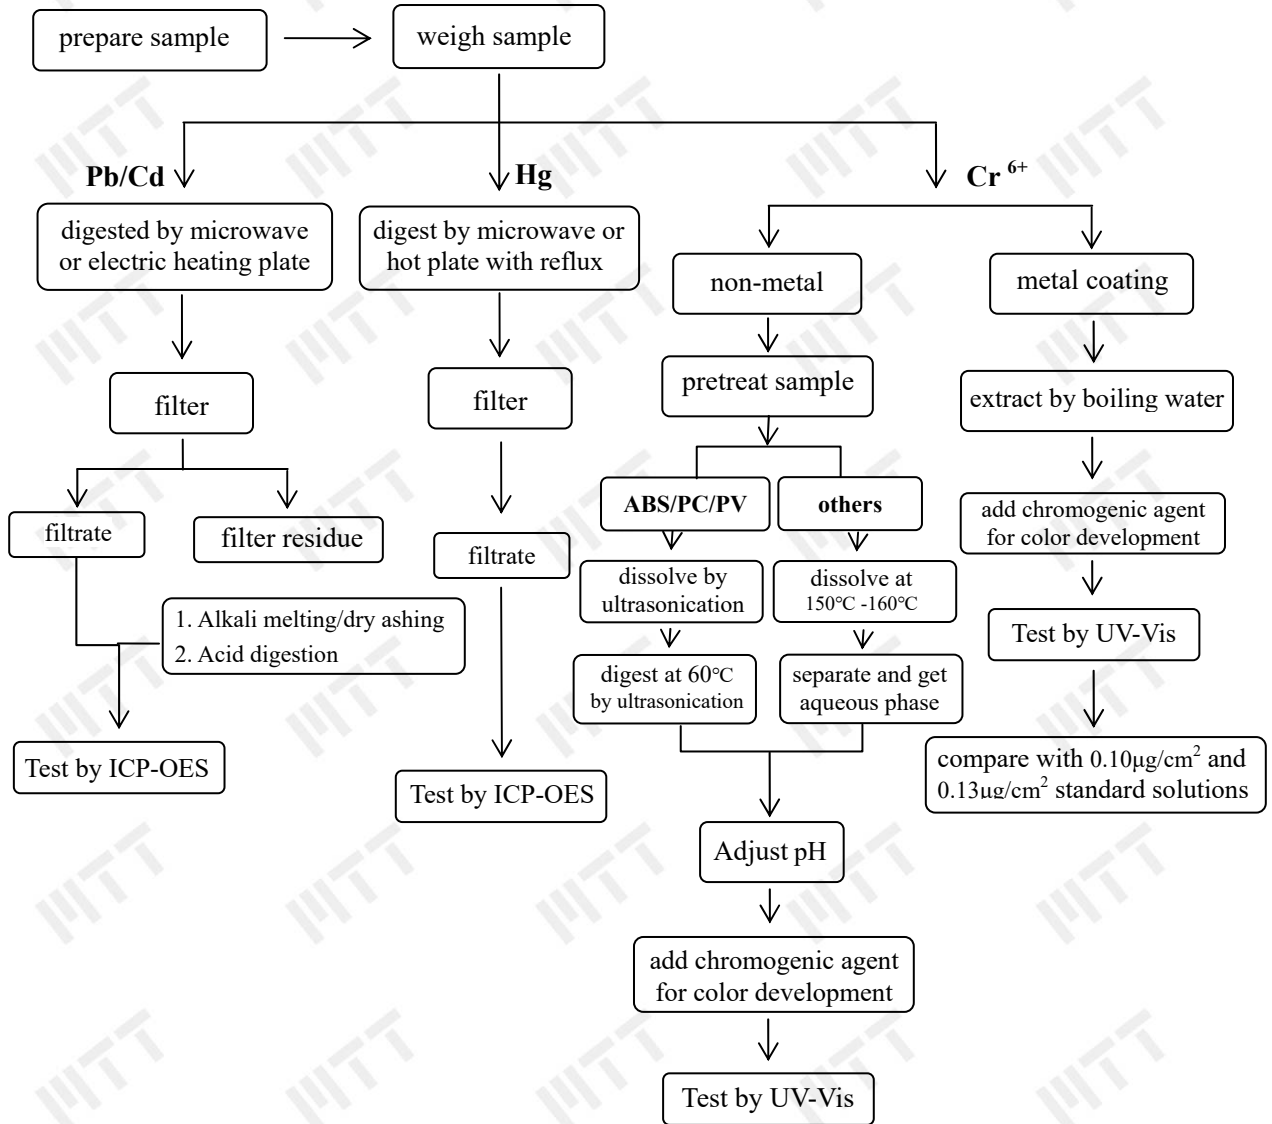 prepare sample
weigh sample
Pb/Cd
Hg
Cr 6+
digested by microwave
or electric heating plate
digest by microwave or
hot plate with reflux
non-metal
metal coating
filter
filter
pretreat sample
extract by boiling water
filtrate
filter residue
filtrate
ABS/PC/PV
others
add chromogenic agent
for color development
dissolve by
ultrasonication
dissolve at
150℃ -160℃
1. Alkali melting/dry ashing
2. Acid digestion
Test by UV-Vis
digest at 60℃
by ultrasonication
separate and get
aqueous phase
Test by ICP-OES
Test by ICP-OES
compare with 0.10μg/cm2 and
0.13μg/cm2 standard solutions
Adjust pH
add chromogenic agent
for color development
Test by UV-Vis